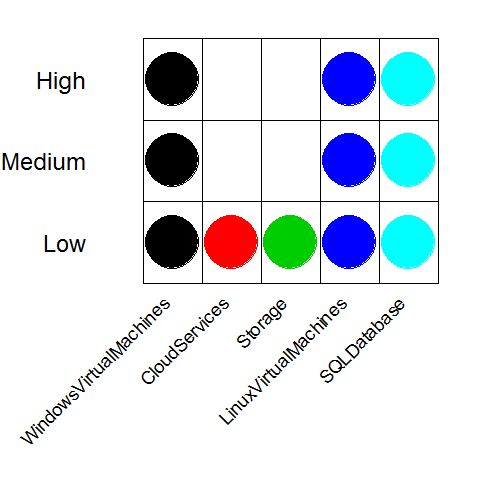 High
Medium
Low
WindowsVirtualMachines
CloudServices
Storage
LinuxVirtualMachines
SQLDatabase